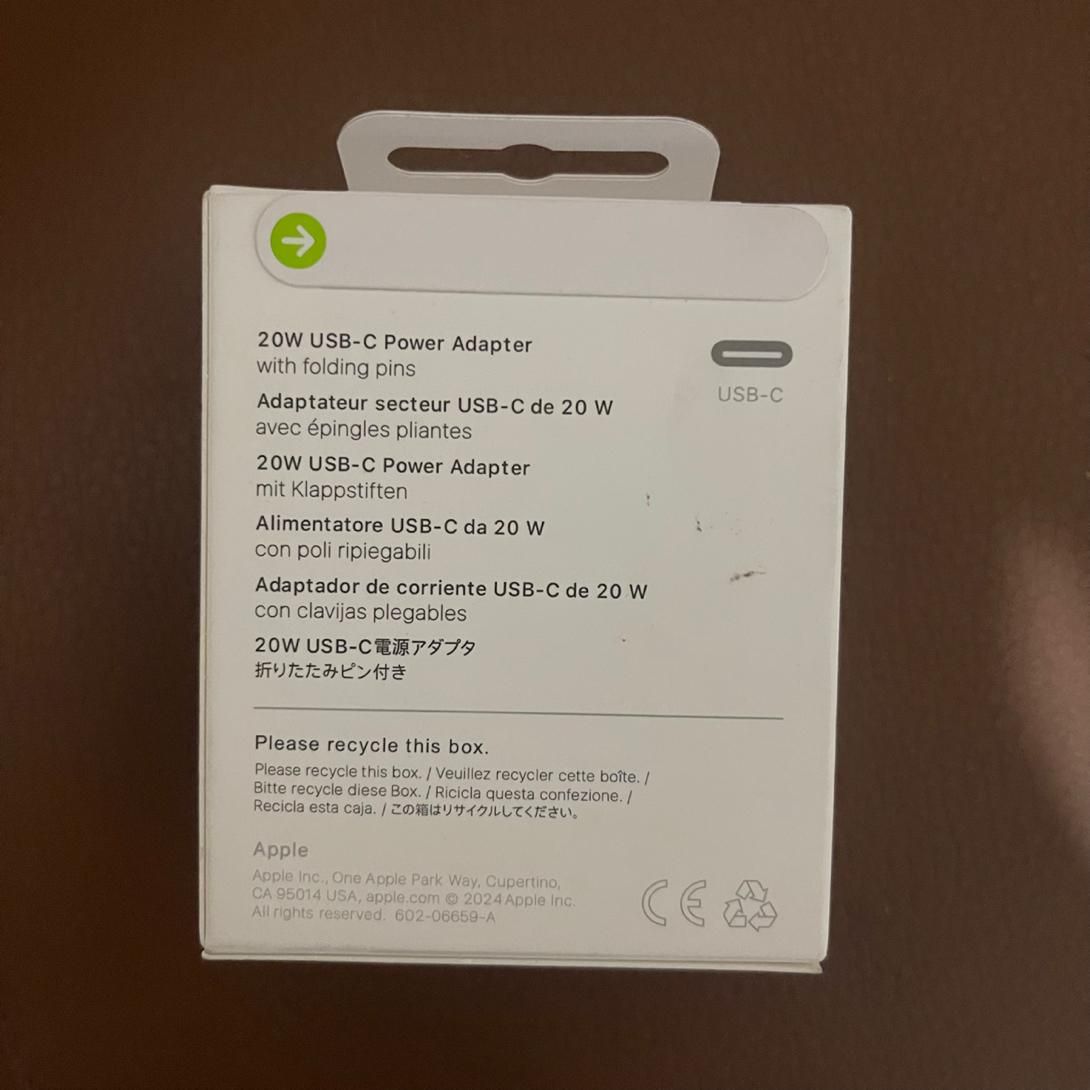 20W USB-C Power Adapter
with folding pins
USB-C
Adaptateur secteur USB-C de 20 W
avec épingles pliantes
20W USB-C Power Adapter
mit Klappstiften
Alimentatore USB-C da 20 W
con poli ripiegabili
Adaptador de corriente USB-C de 20 W
con clavijas plegables
20W USB-C電源アダプタ
折りたたみピン付き
Please recycle this box.
Please recycle this box. / Veuillez recycler cette boîte. /
Bitte recycle diese Box. / Ricicla questa confezione. /
Recicla esta caja. / この箱はリサイクルしてください。
Apple
Apple Inc., One Apple Park Way, Cupertino,
CA 95014 USA, apple.com © 2024 Apple Inc.
All rights reserved. 602-06659-A
CE